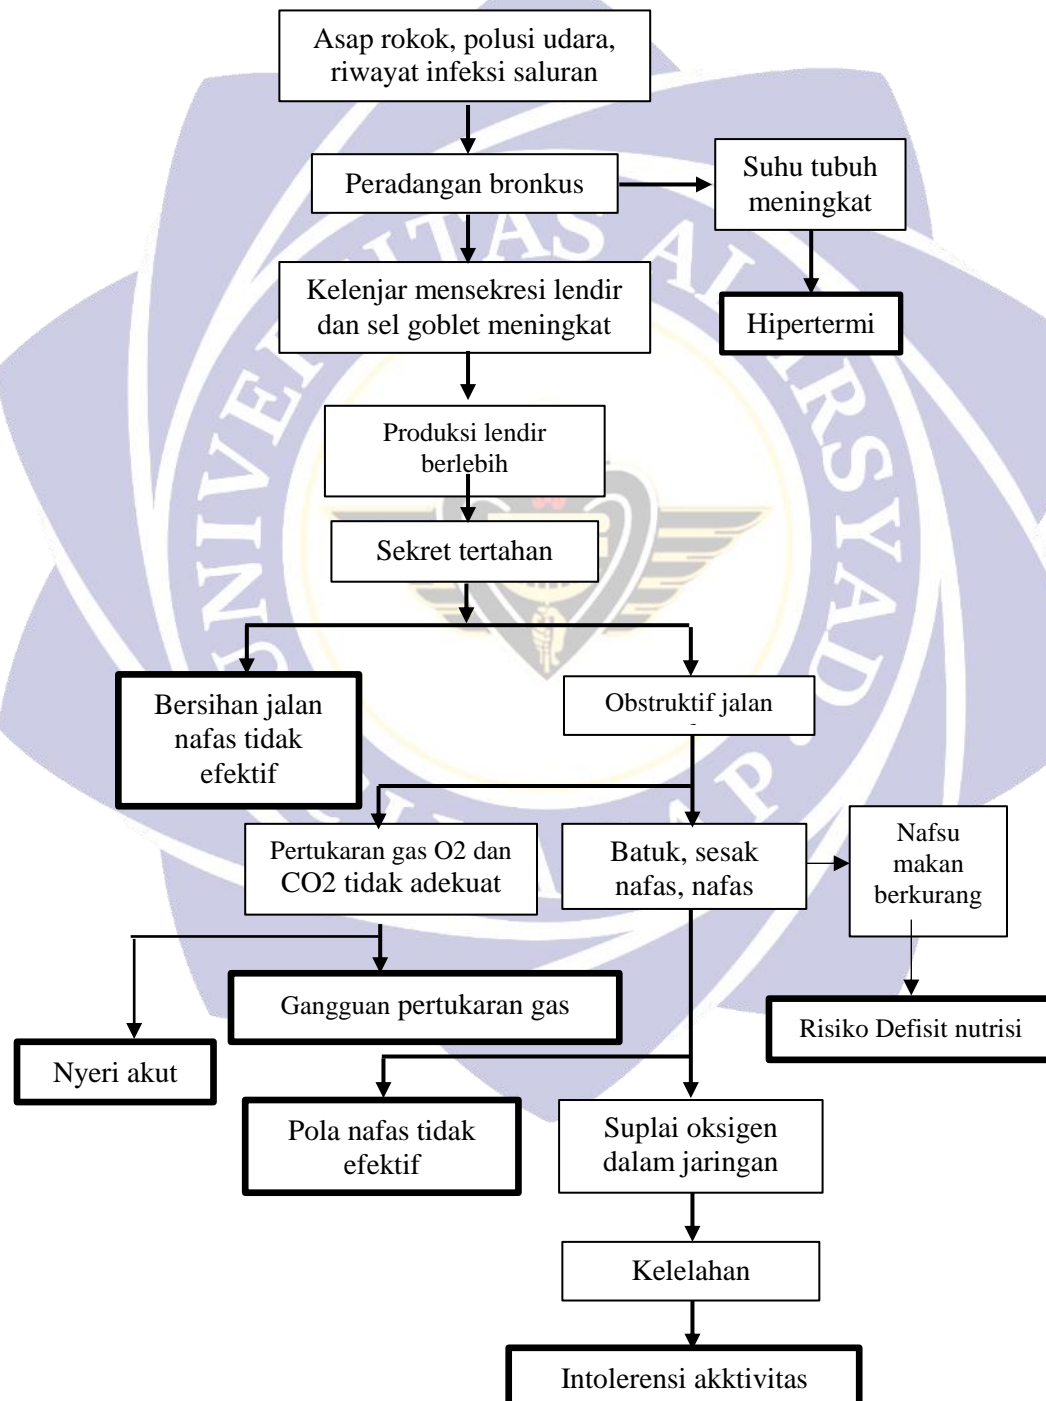 Asap rokok, polusi udara,
riwayat infeksi saluran
Peradangan bronkus
Suhu tubuh
meningkat
Kelenjar mensekresi lendir
dan sel goblet meningkat
Hipertermi
Produksi lendir
berlebih
Sekret tertahan
Bersihan jalan
nafas tidak
efektif
Obstruktif jalan
Pertukaran gas O2 dan
CO2 tidak adekuat
Batuk, sesak
nafas, nafas
Nafsu
makan
berkurang
Gangguan pertukaran gas
Risiko Defisit nutrisi
Nyeri akut
Pola nafas tidak
efektif
Suplai oksigen
dalam jaringan
Kelelahan
Intolerensi akktivitas
UNIVERSITAS AL IRSYAD